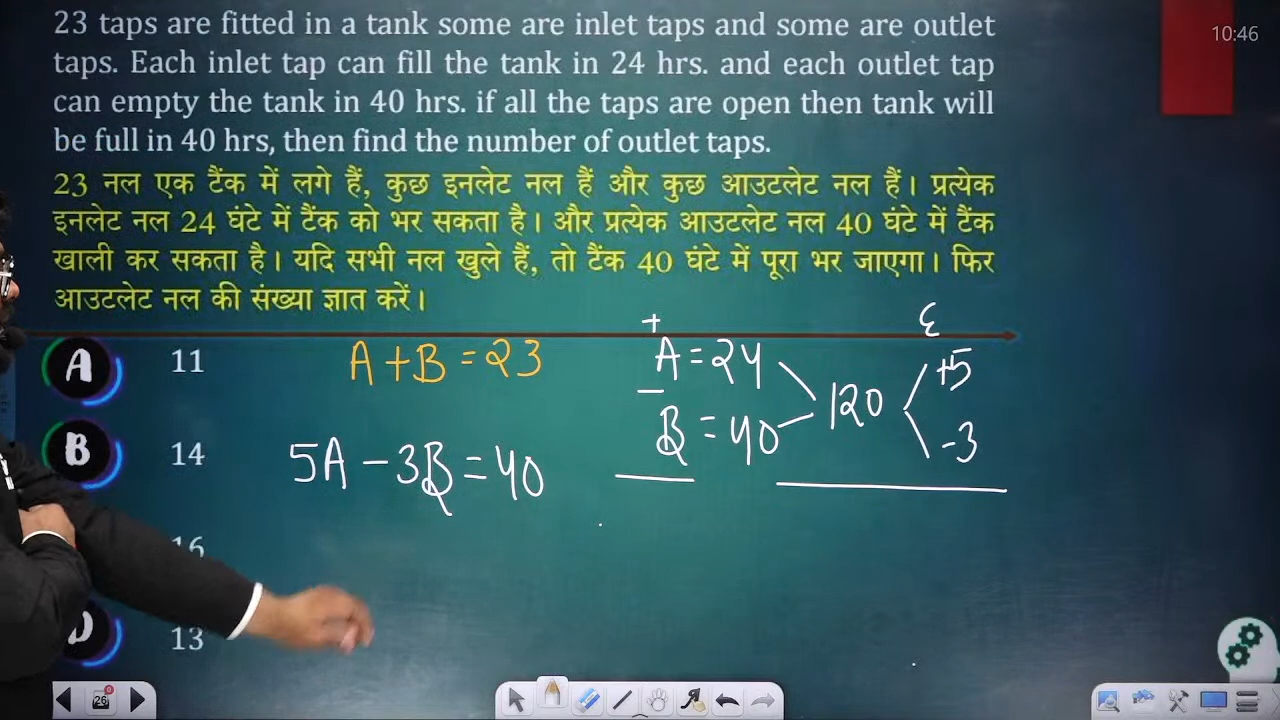 23 taps are fitted in a tank some are inlet taps and some are outlet
10:46
taps. Each inlet tap can fill the tank in 24 hrs. and each outlet tap
can empty the tank in 40 hrs. if all the taps are open then tank will
be full in 40 hrs, then find the number of outlet taps.
23 नल एक टैंक में लगे हैं, कुछ इनलेट नल हैं और कुछ आउटलेट नल हैं। प्रत्येक
इनलेट नल 24 घंटे में टैंक को भर सकता है। और प्रत्येक आउटलेट नल 40 घंटे में टैंक
खाली कर सकता है। यदि सभी नल खुले हैं, तो टैंक 40 घंटे में पूरा भर जाएगा। फिर
आउटलेट नल की संख्या ज्ञात करें।
A 11
A + B = 23
+
A = 24
-
B = 40
120
ε
+5
-3
B 14
5A - 3B = 40
16
D 13
26